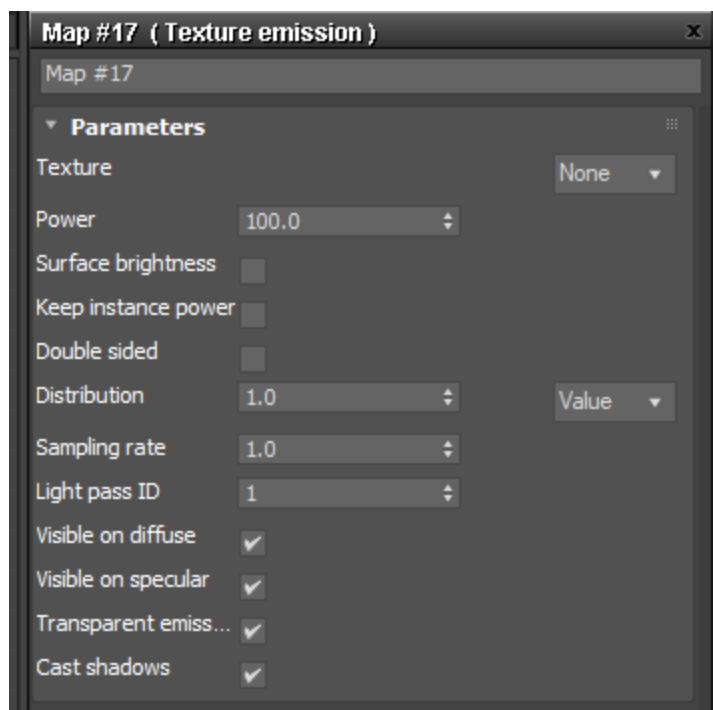 Map #17 ( Texture emission ) x
Map #17
Parameters
Texture None
Power 100.0
Surface brightness
Keep instance power
Double sided
Distribution 1.0 Value
Sampling rate 1.0
Light pass ID 1
Visible on diffuse
Visible on specular
Transparent emiss...
Cast shadows